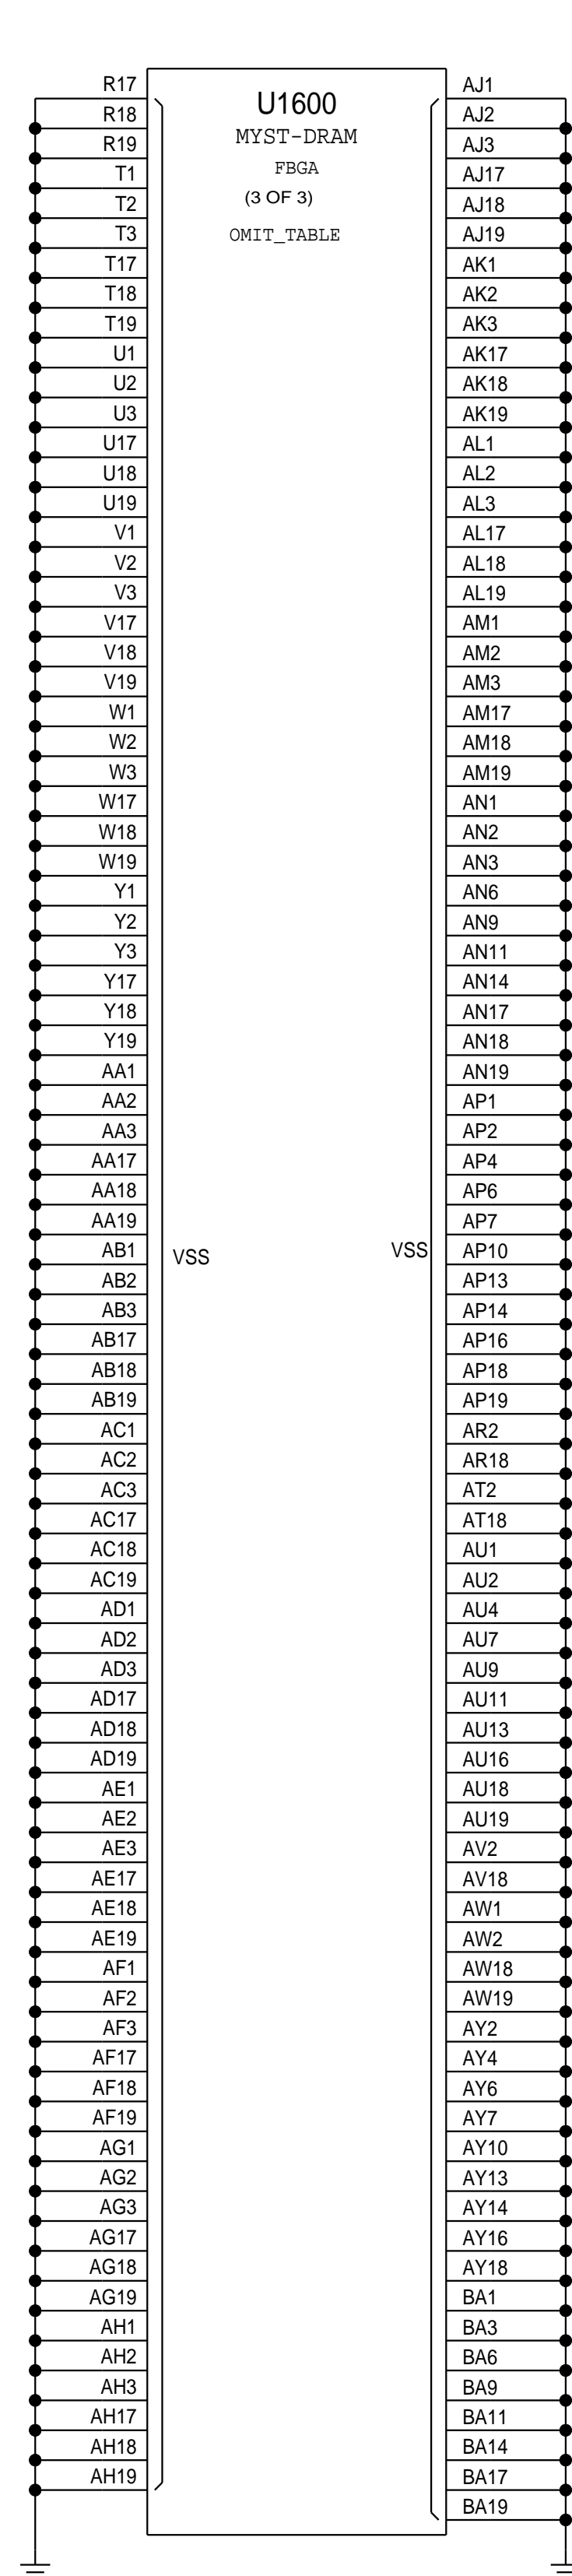 U1600
MYST-DRAM
FBGA
(3 OF 3)
OMIT_TABLE
R17 AJ1
R18 AJ2
R19 AJ3
T1 AJ17
T2 AJ18
T3 AJ19
T17 AK1
T18 AK2
T19 AK3
U1 AK17
U2 AK18
U3 AK19
U17 AL1
U18 AL2
U19 AL3
V1 AL17
V2 AL18
V3 AL19
V17 AM1
V18 AM2
V19 AM3
W1 AM17
W2 AM18
W3 AM19
W17 AN1
W18 AN2
W19 AN3
Y1 AN6
Y2 AN9
Y3 AN11
Y17 AN14
Y18 AN17
Y19 AN18
AA1 AN19
AA2 AP1
AA3 AP2
AA17 AP4
AA18 AP6
AA19 AP7
AB1 VSS VSS AP10
AB2 AP13
AB3 AP14
AB17 AP16
AB18 AP18
AB19 AP19
AC1 AR2
AC2 AR18
AC3 AT2
AC17 AT18
AC18 AU1
AC19 AU2
AD1 AU4
AD2 AU7
AD3 AU9
AD17 AU11
AD18 AU13
AD19 AU16
AE1 AU18
AE2 AU19
AE3 AV2
AE17 AV18
AE18 AW1
AE19 AW2
AF1 AW18
AF2 AW19
AF3 AY2
AF17 AY4
AF18 AY6
AF19 AY7
AG1 AY10
AG2 AY13
AG3 AY14
AG17 AY16
AG18 AY18
AG19 BA1
AH1 BA3
AH2 BA6
AH3 BA9
AH17 BA11
AH18 BA14
AH19 BA17
BA19